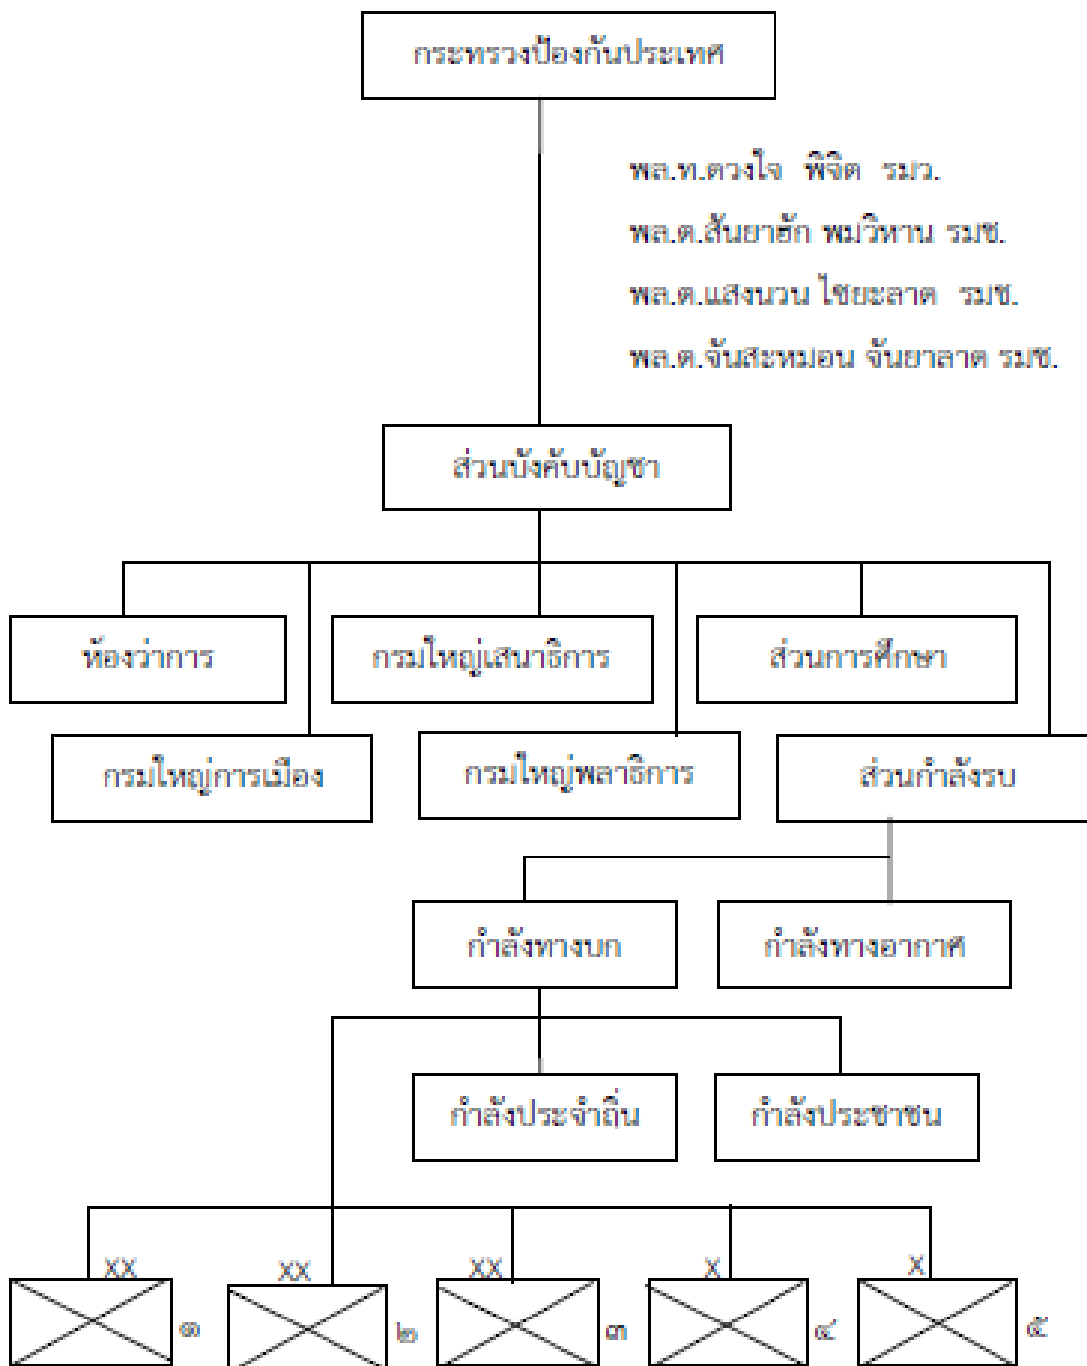 กระทรวงป้องกันประเทศ
พล.ท.ดวงใจ พิจิด รมว.
พล.ต.สันยาฮัก พมวิหาน รมช.
พล.ต.แสงนวน ไชยะลาด รมช.
พล.ต.จันสะหมอน จันยาลาด รมช.
ส่วนบังคับบัญชา
ห้องว่าการ กรมใหญ่เสนาธิการ ส่วนการศึกษา
กรมใหญ่การเมือง กรมใหญ่พลาธิการ ส่วนกำลังรบ
กำลังทางบก กำลังทางอากาศ
กำลังประจำถิ่น กำลังประชาชน
XX XX XX X X
๑ ๒ ๓ ๔ ๕